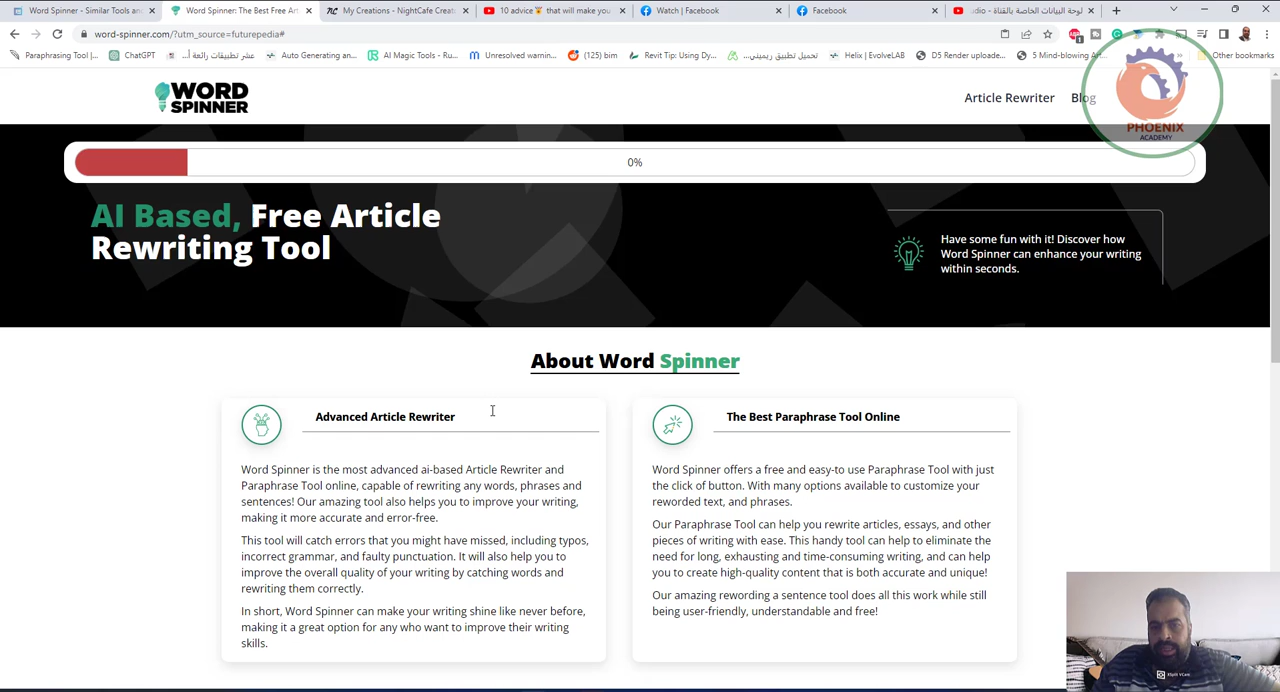 Word Spinner - Similar Tools an
Word Spinner: The Best Free Art
My Creations - NightCafe Creat
10 advice🏅 that will make you
Watch | Facebook
Facebook
لوحة البيانات الخاصة بالقناة - dio
word-spinner.com/?utm_source=futurepedia#
Paraphrasing Tool |...
ChatGPT
عشر تطبيقات رائعة أ...
Auto Generating an...
AI Magic Tools - Ru...
Unresolved warnin...
(125) bim
Revit Tip: Using Dy...
تحميل تطبيق ريميني...
Helix | EvolveLAB
D5 Render uploade...
5 Mind-blowing A
Other bookmarks
WORD
SPINNER
Article Rewriter
Blog
PHOENIX
ACADEMY
0%
AI Based, Free Article
Rewriting Tool
Have some fun with it! Discover how
Word Spinner can enhance your writing
within seconds.
About Word Spinner
Advanced Article Rewriter
Word Spinner is the most advanced ai-based Article Rewriter and
Paraphrase Tool online, capable of rewriting any words, phrases and
sentences! Our amazing tool also helps you to improve your writing,
making it more accurate and error-free.
This tool will catch errors that you might have missed, including typos,
incorrect grammar, and faulty punctuation. It will also help you to
improve the overall quality of your writing by catching words and
rewriting them correctly.
In short, Word Spinner can make your writing shine like never before,
making it a great option for any who want to improve their writing
skills.
The Best Paraphrase Tool Online
Word Spinner offers a free and easy-to use Paraphrase Tool with just
the click of button. With many options available to customize your
reworded text, and phrases.
Our Paraphrase Tool can help you rewrite articles, essays, and other
pieces of writing with ease. This handy tool can help to eliminate the
need for long, exhausting and time-consuming writing, and can help
you to create high-quality content that is both accurate and unique!
Our amazing rewording a sentence tool does all this work while still
being user-friendly, understandable and free!
XSplit VCam